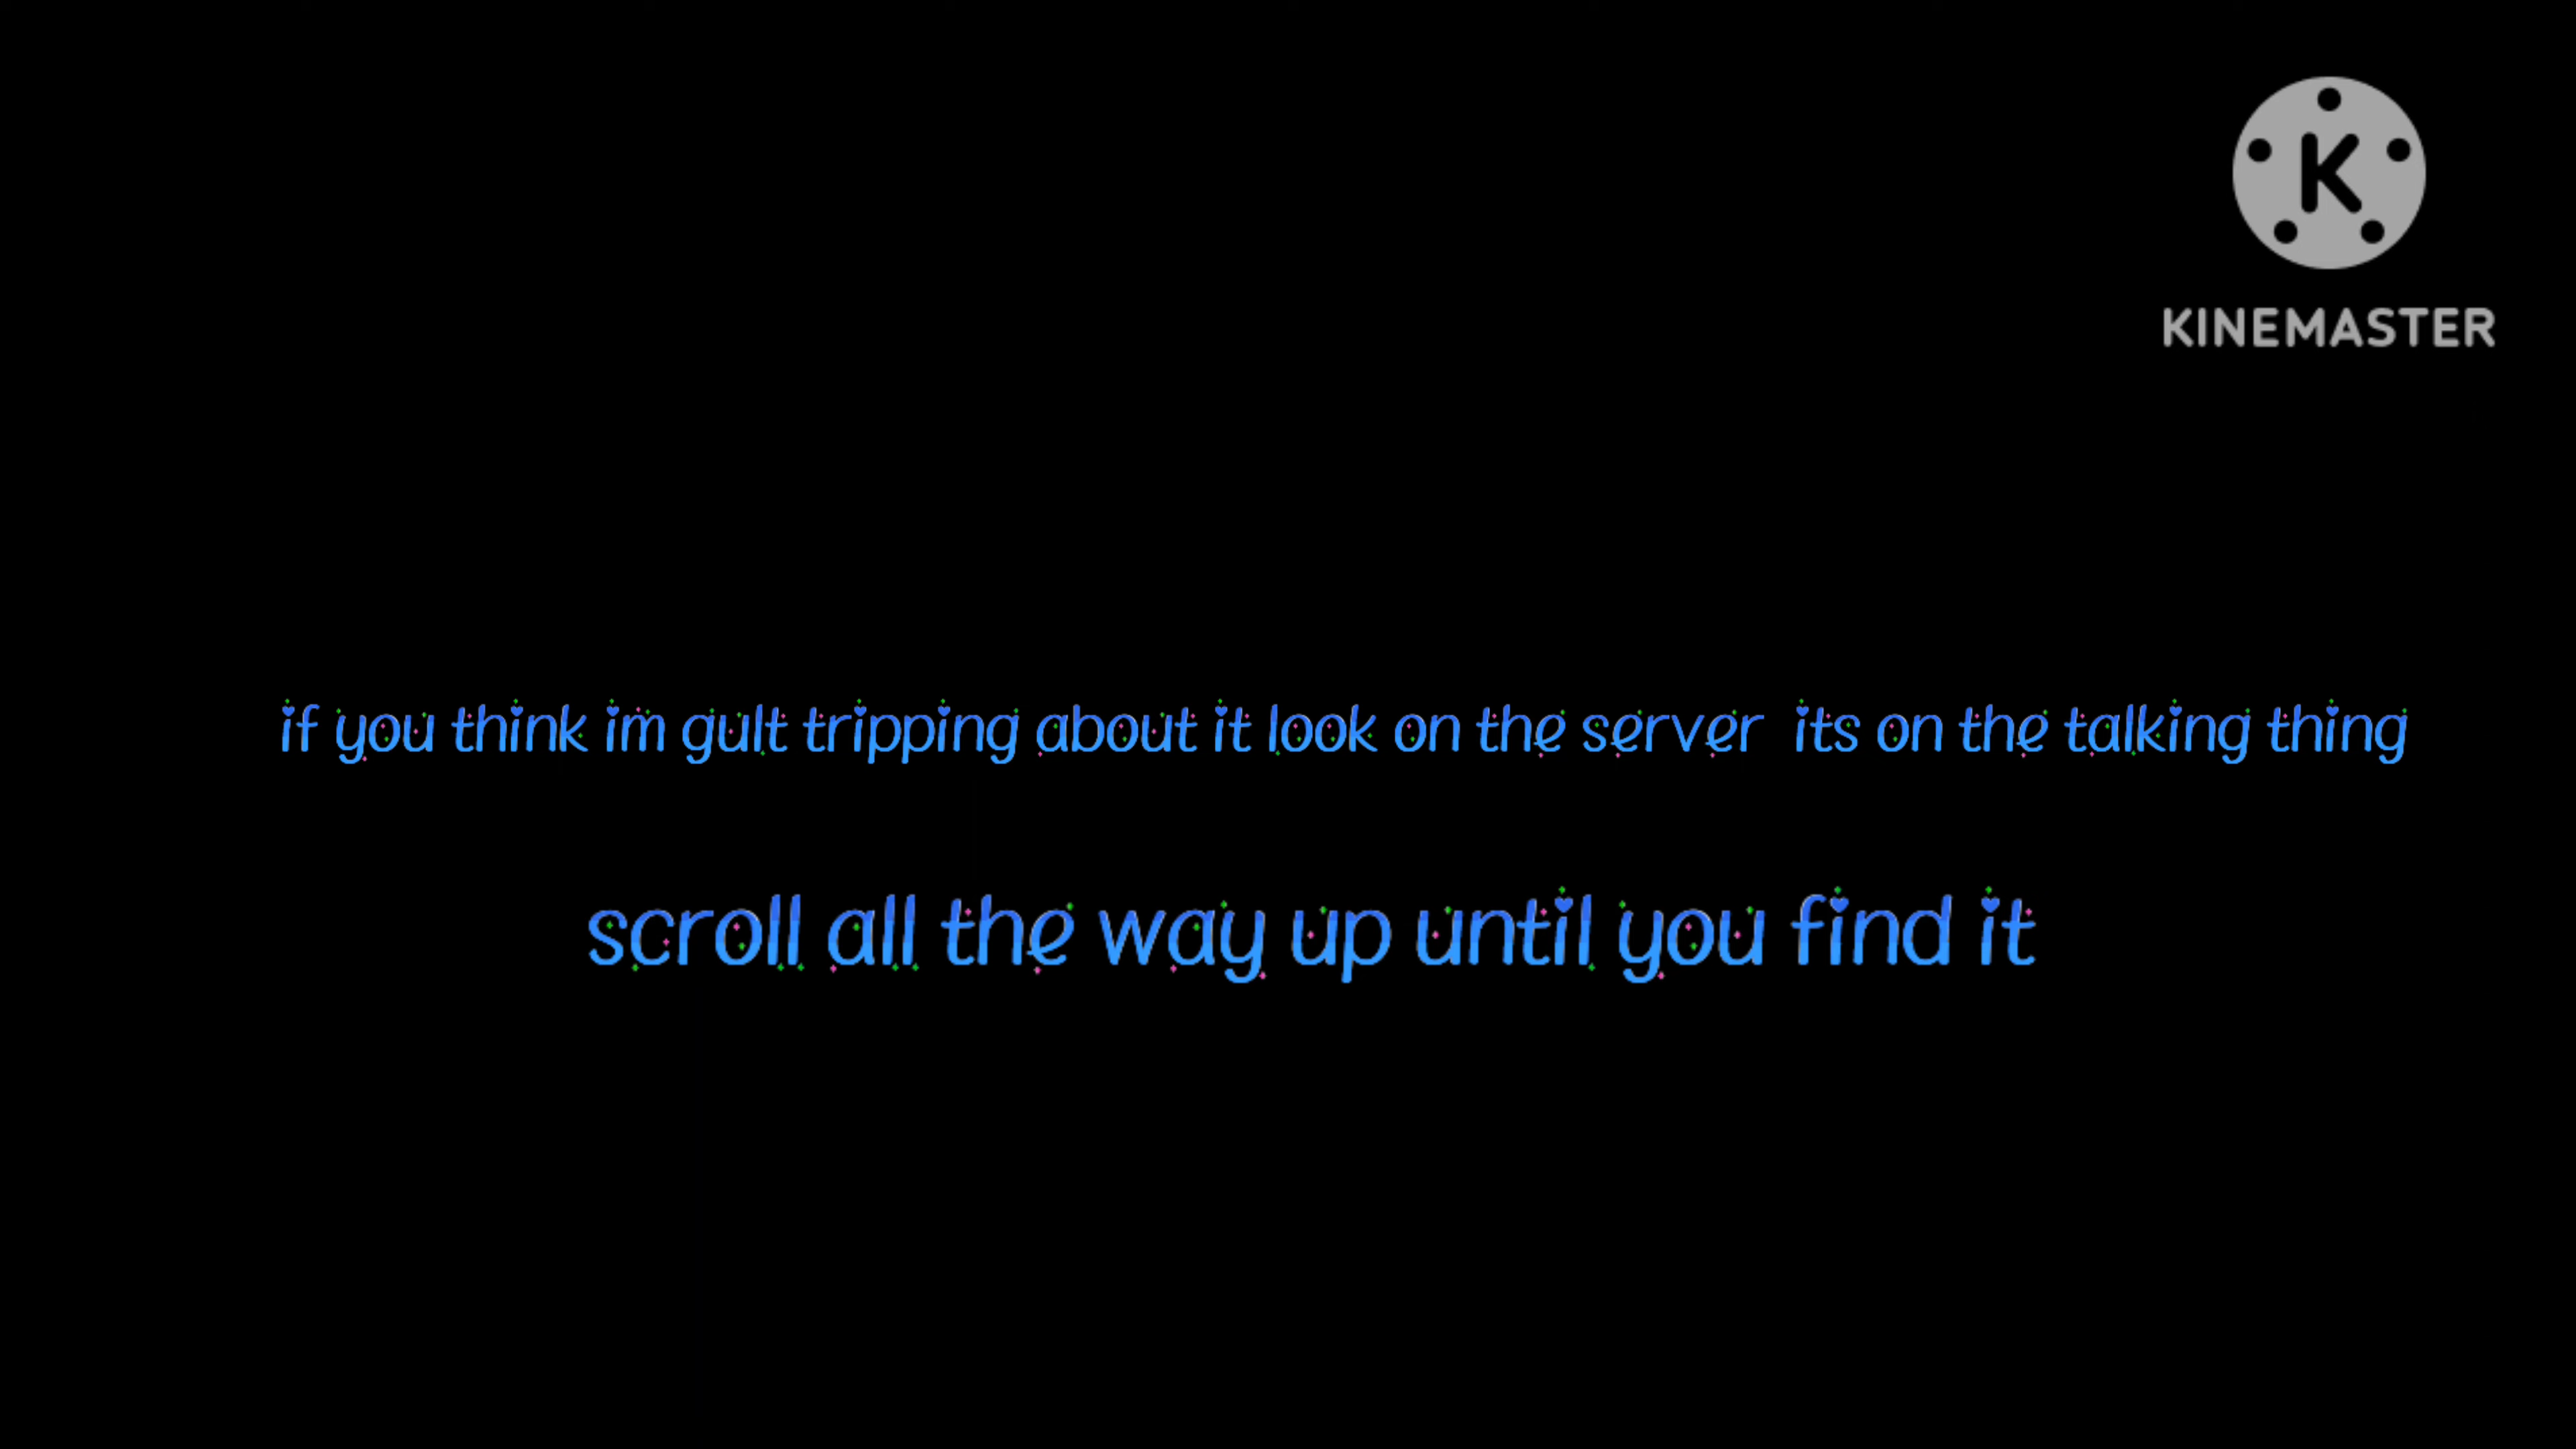 K
KINEMASTER
if you think im gult tripping about it look on the server its on the talking thing
scroll all the way up until you find it